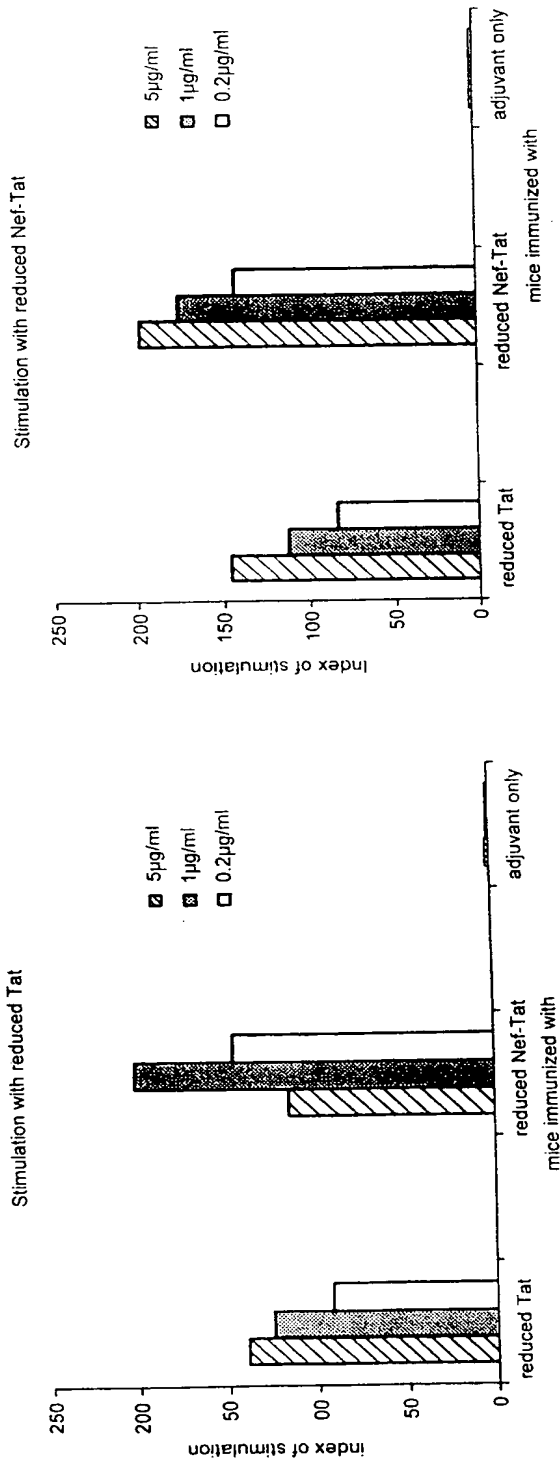 Stimulation with reduced Tat
250
200
50
00
50
0
index of stimulation
5µg/ml
1µg/ml
0.2µg/ml
reduced Tat
reduced Nef-Tat
adjuvant only
mice immunized with
Stimulation with reduced Nef-Tat
250
200
150
100
50
0
Index of stimulation
5µg/ml
1µg/ml
0.2µg/ml
reduced Tat
reduced Nef-Tat
adjuvant only
mice immunized with